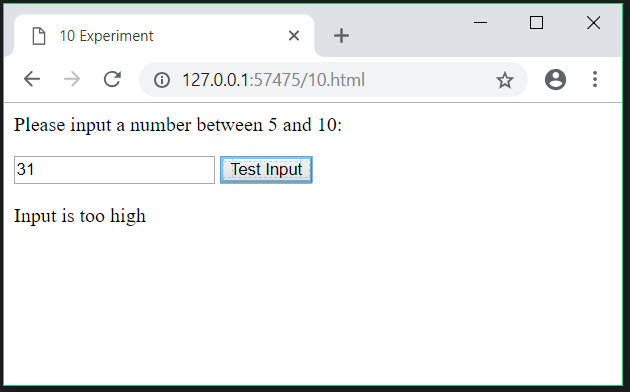 10 Experiment
127.0.0.1:57475/10.html
Please input a number between 5 and 10:
31 Test Input
Input is too high